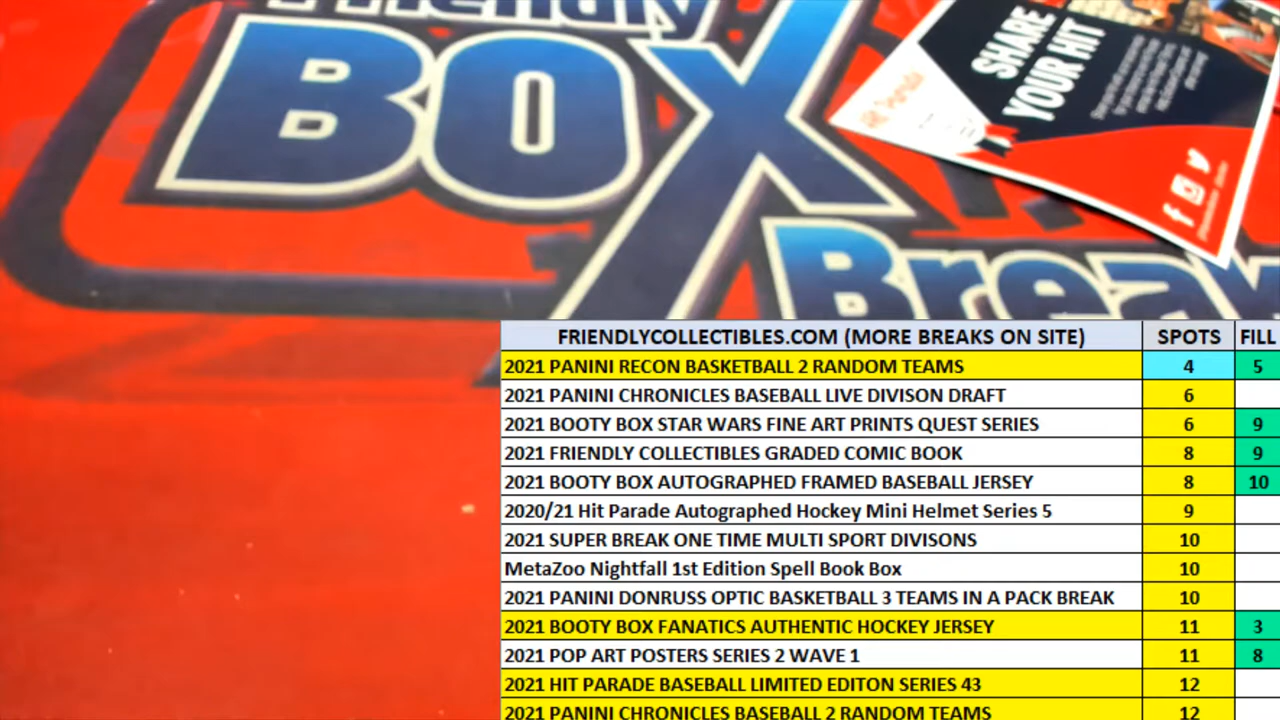 Friendly
BOX
Break
SHARE
YOUR HIT
FRIENDLYCOLLECTIBLES.COM (MORE BREAKS ON SITE) SPOTS FILL
2021 PANINI RECON BASKETBALL 2 RANDOM TEAMS 4 5
2021 PANINI CHRONICLES BASEBALL LIVE DIVISON DRAFT 6
2021 BOOTY BOX STAR WARS FINE ART PRINTS QUEST SERIES 6 9
2021 FRIENDLY COLLECTIBLES GRADED COMIC BOOK 8 9
2021 BOOTY BOX AUTOGRAPHED FRAMED BASEBALL JERSEY 8 10
2020/21 Hit Parade Autographed Hockey Mini Helmet Series 5 9
2021 SUPER BREAK ONE TIME MULTI SPORT DIVISONS 10
MetaZoo Nightfall 1st Edition Spell Book Box 10
2021 PANINI DONRUSS OPTIC BASKETBALL 3 TEAMS IN A PACK BREAK 10
2021 BOOTY BOX FANATICS AUTHENTIC HOCKEY JERSEY 11 3
2021 POP ART POSTERS SERIES 2 WAVE 1 11 8
2021 HIT PARADE BASEBALL LIMITED EDITON SERIES 43 12
2021 PANINI CHRONICLES BASEBALL 2 RANDOM TEAMS 12